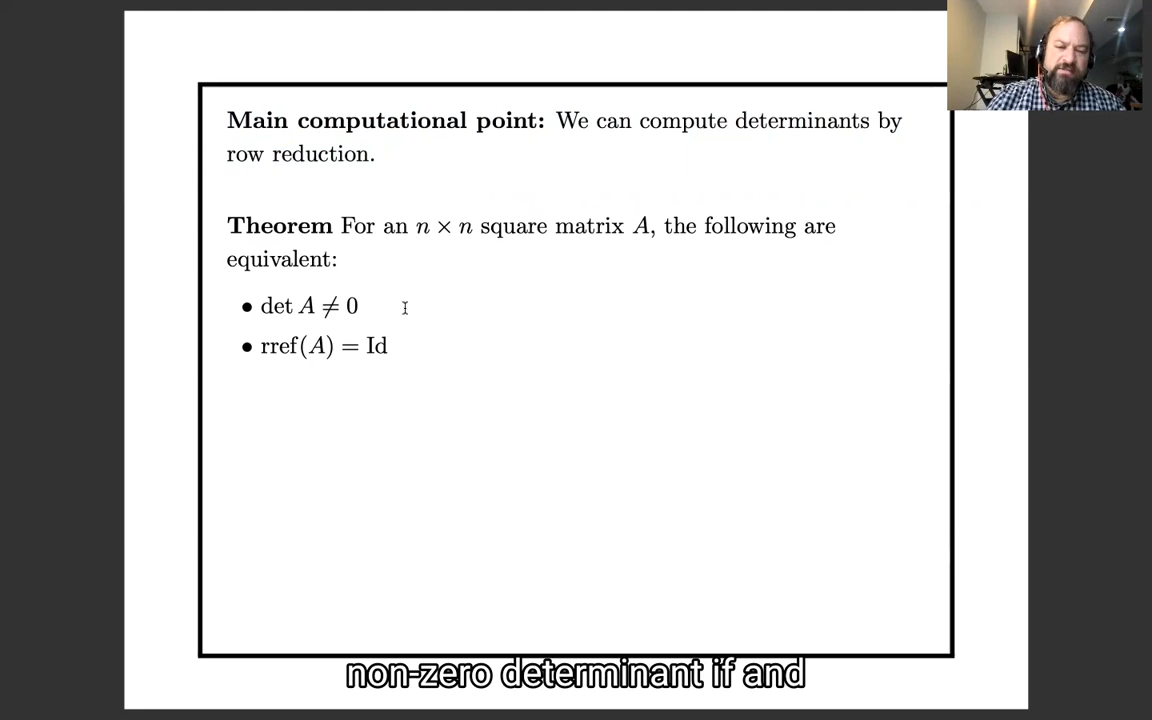 Main computational point: We can compute determinants by
row reduction.
Theorem For an n × n square matrix A, the following are
equivalent:
• det A ≠ 0
• rref(A) = Id
non-zero determinant if and